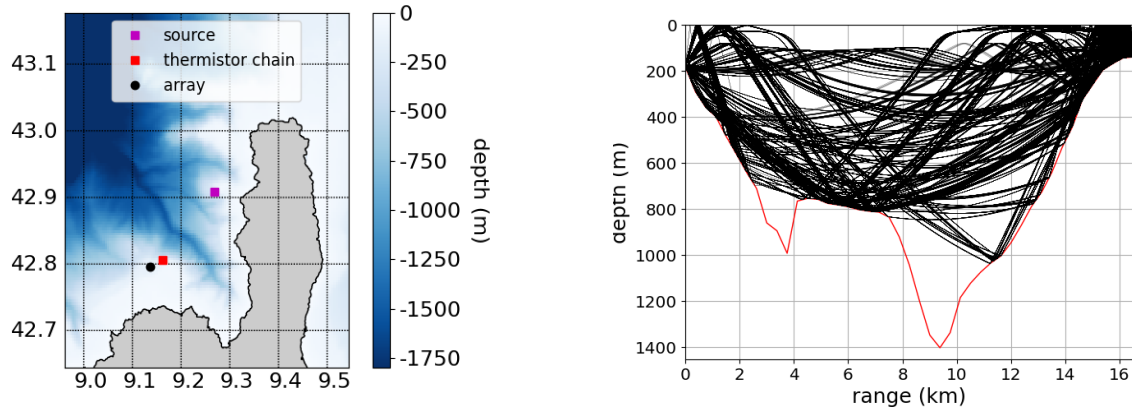 source
thermistor chain
array
43.1
43.0
42.9
42.8
42.7
9.0 9.1 9.2 9.3 9.4 9.5
0
-250
-500
-750
-1000
-1250
-1500
-1750
depth (m)
0
200
400
600
800
1000
1200
1400
depth (m)
0 2 4 6 8 10 12 14 16
range (km)